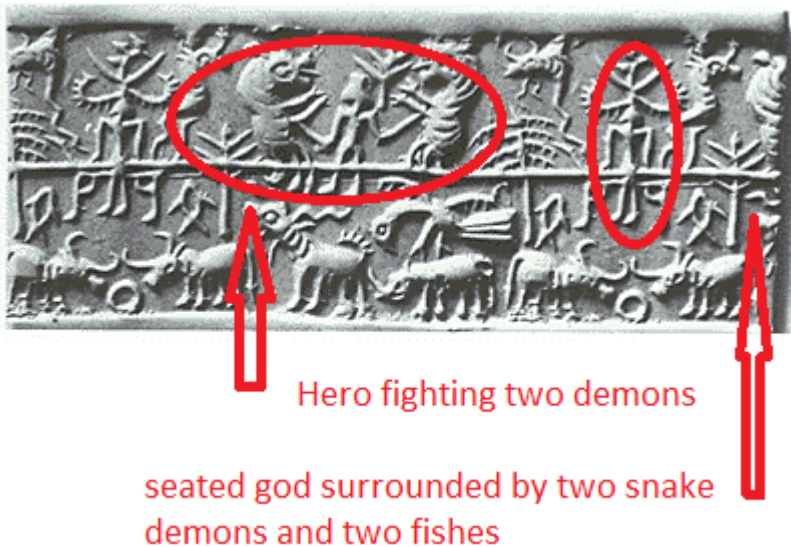 Hero fighting two demons
seated god surrounded by two snake
demons and two fishes